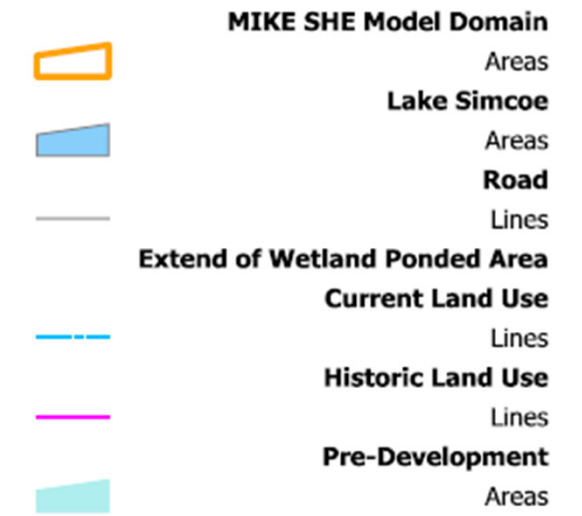 MIKE SHE Model Domain
Areas
Lake Simcoe
Areas
Road
Lines
Extend of Wetland Ponded Area
Current Land Use
Lines
Historic Land Use
Lines
Pre-Development
Areas